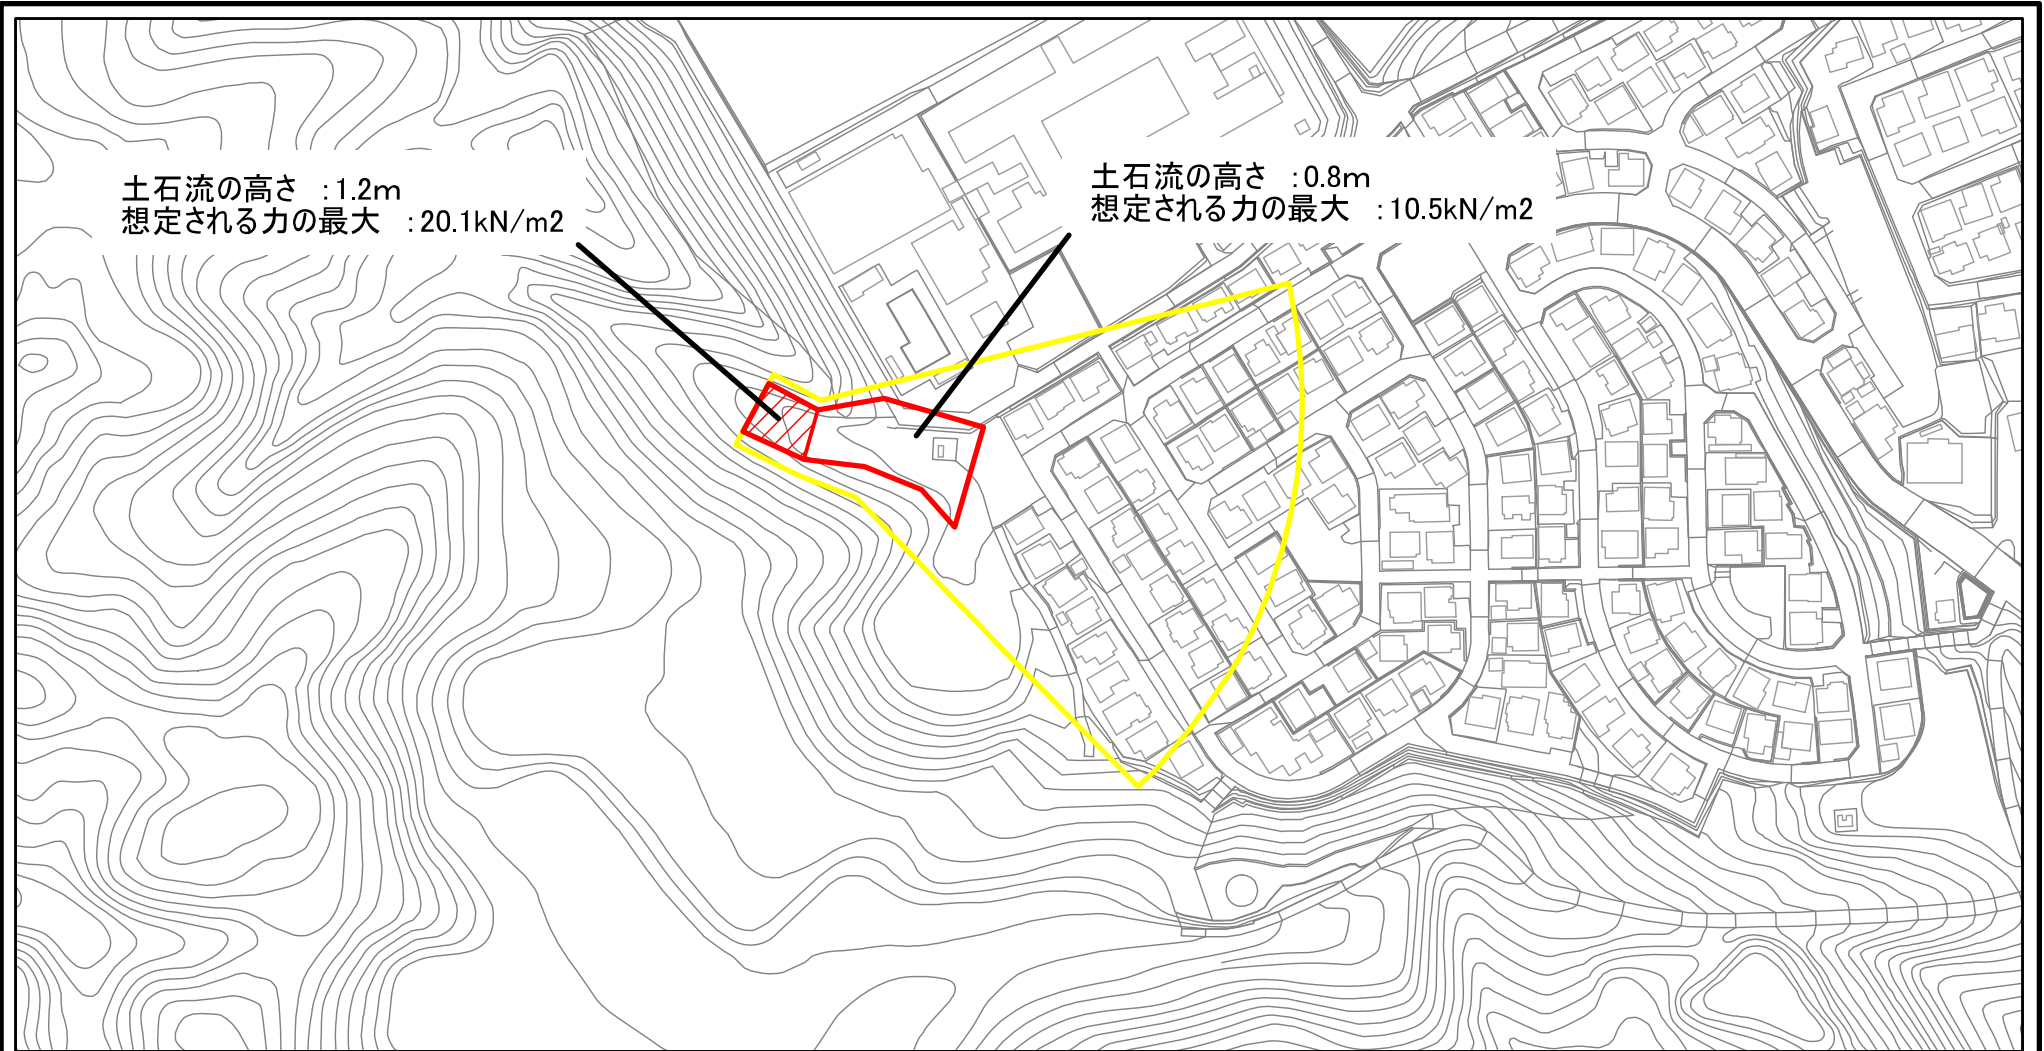 土石流の高さ :1.2m
想定される力の最大 :20.1kN/m2
土石流の高さ :0.8m
想定される力の最大 :10.5kN/m2